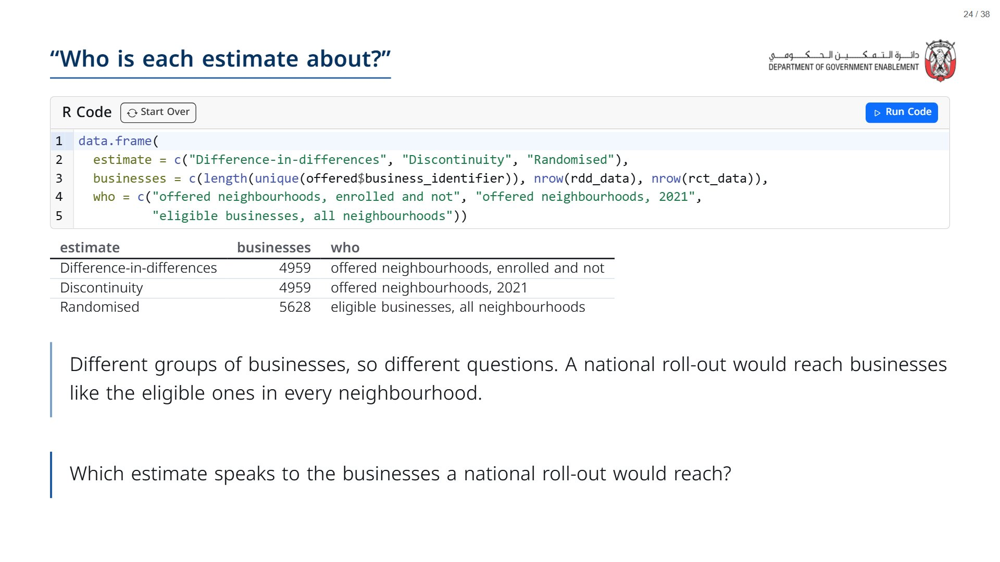 24 / 38
“Who is each estimate about?”
دائرة التمكين الحكومي
DEPARTMENT OF GOVERNMENT ENABLEMENT
R Code
Start Over
Run Code
1 data.frame(
2   estimate = c("Difference-in-differences", "Discontinuity", "Randomised"),
3   businesses = c(length(unique(offered$business_identifier)), nrow(rdd_data), nrow(rct_data)),
4   who = c("offered neighbourhoods, enrolled and not", "offered neighbourhoods, 2021",
5           "eligible businesses, all neighbourhoods"))
estimate businesses who
Difference-in-differences 4959 offered neighbourhoods, enrolled and not
Discontinuity 4959 offered neighbourhoods, 2021
Randomised 5628 eligible businesses, all neighbourhoods
Different groups of businesses, so different questions. A national roll-out would reach businesses
like the eligible ones in every neighbourhood.
Which estimate speaks to the businesses a national roll-out would reach?